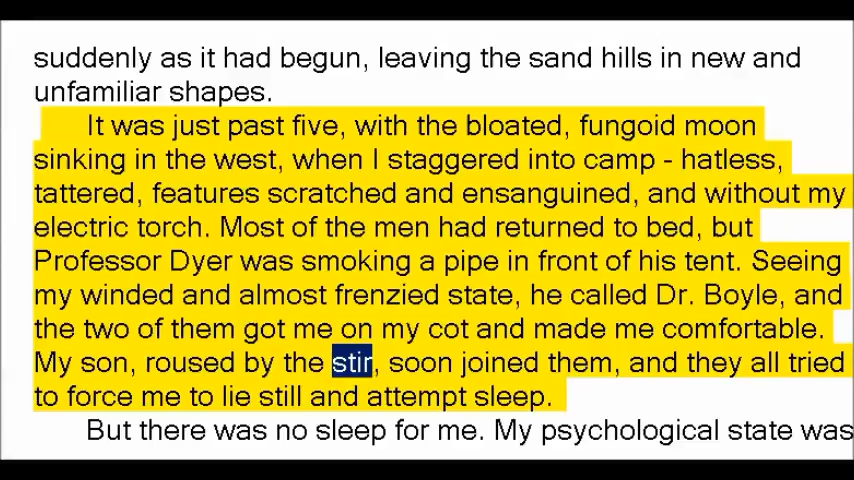 suddenly as it had begun, leaving the sand hills in new and
unfamiliar shapes.
It was just past five, with the bloated, fungoid moon
sinking in the west, when I staggered into camp - hatless,
tattered, features scratched and ensanguined, and without my
electric torch. Most of the men had returned to bed, but
Professor Dyer was smoking a pipe in front of his tent. Seeing
my winded and almost frenzied state, he called Dr. Boyle, and
the two of them got me on my cot and made me comfortable.
My son, roused by the stir, soon joined them, and they all tried
to force me to lie still and attempt sleep.
But there was no sleep for me. My psychological state was